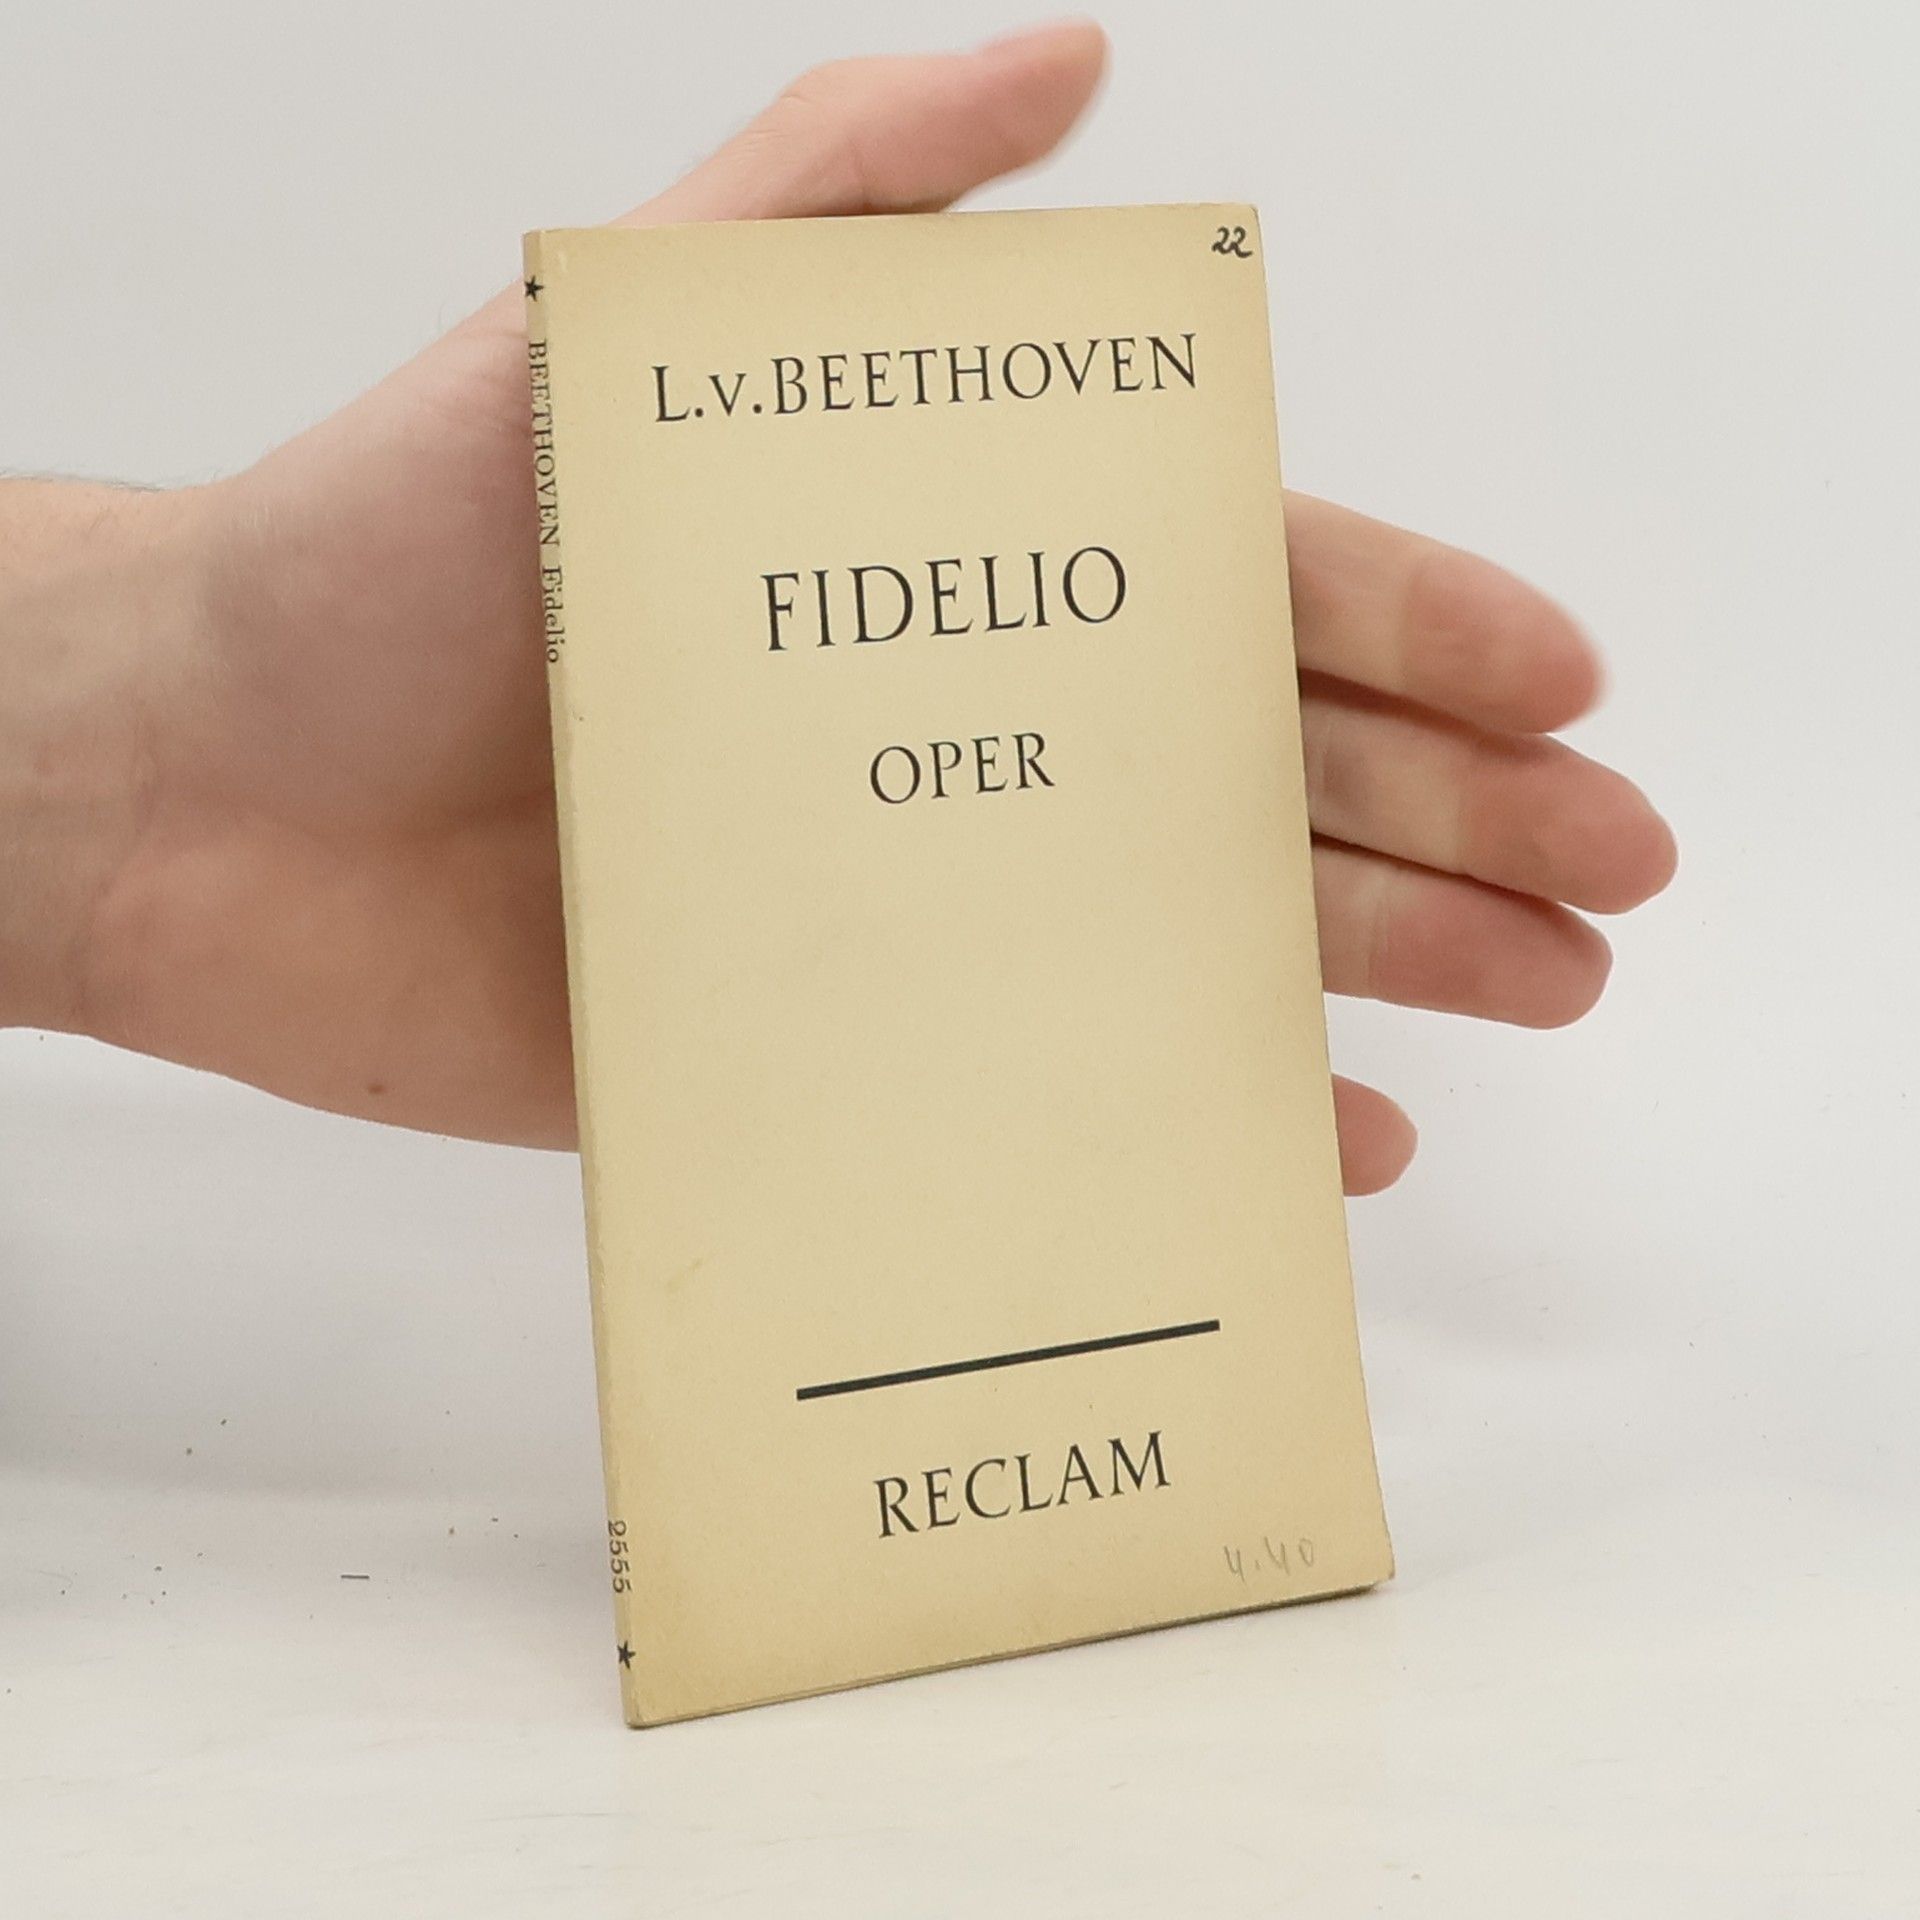 22
L.v.BEETHOVEN
FIDELIO
OPER
RECLAM
4.40
★ BEETHOVEN Fidelio
2555 ★